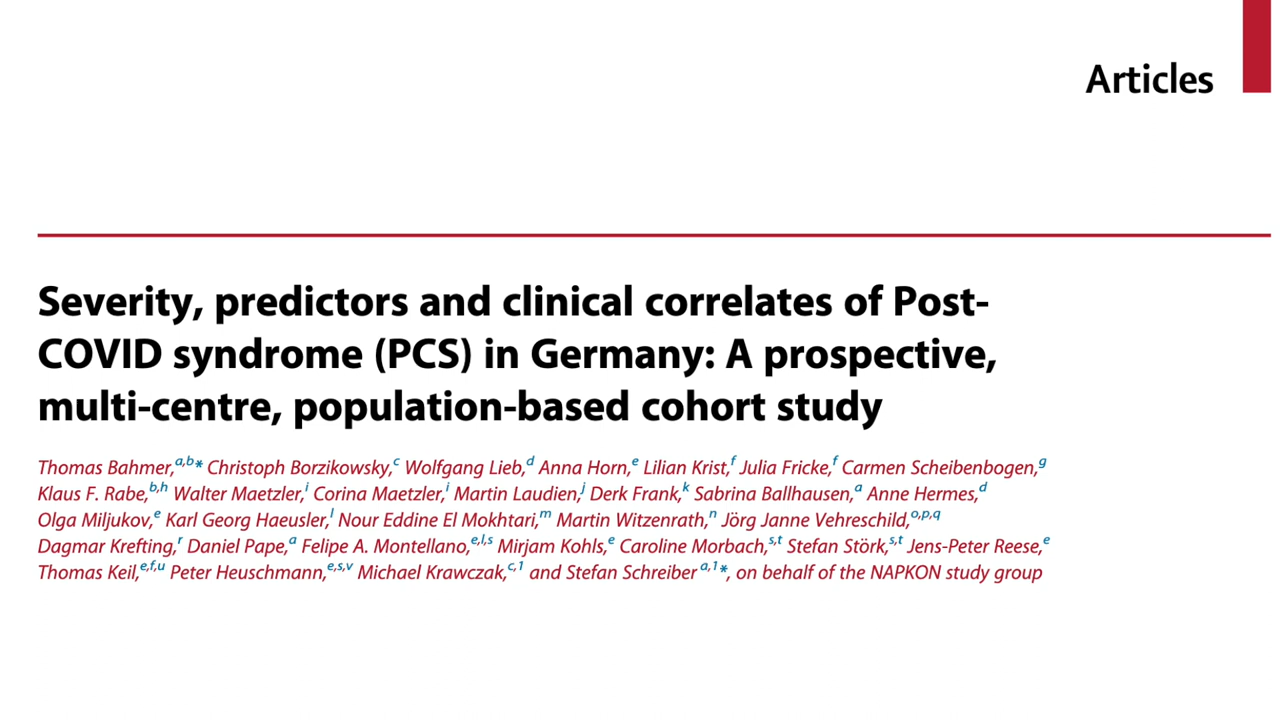 Articles
Severity, predictors and clinical correlates of Post-
COVID syndrome (PCS) in Germany: A prospective,
multi-centre, population-based cohort study
Thomas Bahmer,a,b* Christoph Borzikowsky,c Wolfgang Lieb,d Anna Horn,e Lilian Krist,f Julia Fricke,f Carmen Scheibenbogen,g
Klaus F. Rabe,b,h Walter Maetzler,i Corina Maetzler,i Martin Laudien,j Derk Frank,k Sabrina Ballhausen,a Anne Hermes,d
Olga Miljukov,e Karl Georg Haeusler,l Nour Eddine El Mokhtari,m Martin Witzenrath,n Jörg Janne Vehreschild,o,p,q
Dagmar Krefting,r Daniel Pape,a Felipe A. Montellano,e,l,s Mirjam Kohls,e Caroline Morbach,s,t Stefan Störk,s,t Jens-Peter Reese,e
Thomas Keil,e,f,u Peter Heuschmann,e,s,v Michael Krawczak,c,1 and Stefan Schreiber a,1*, on behalf of the NAPKON study group